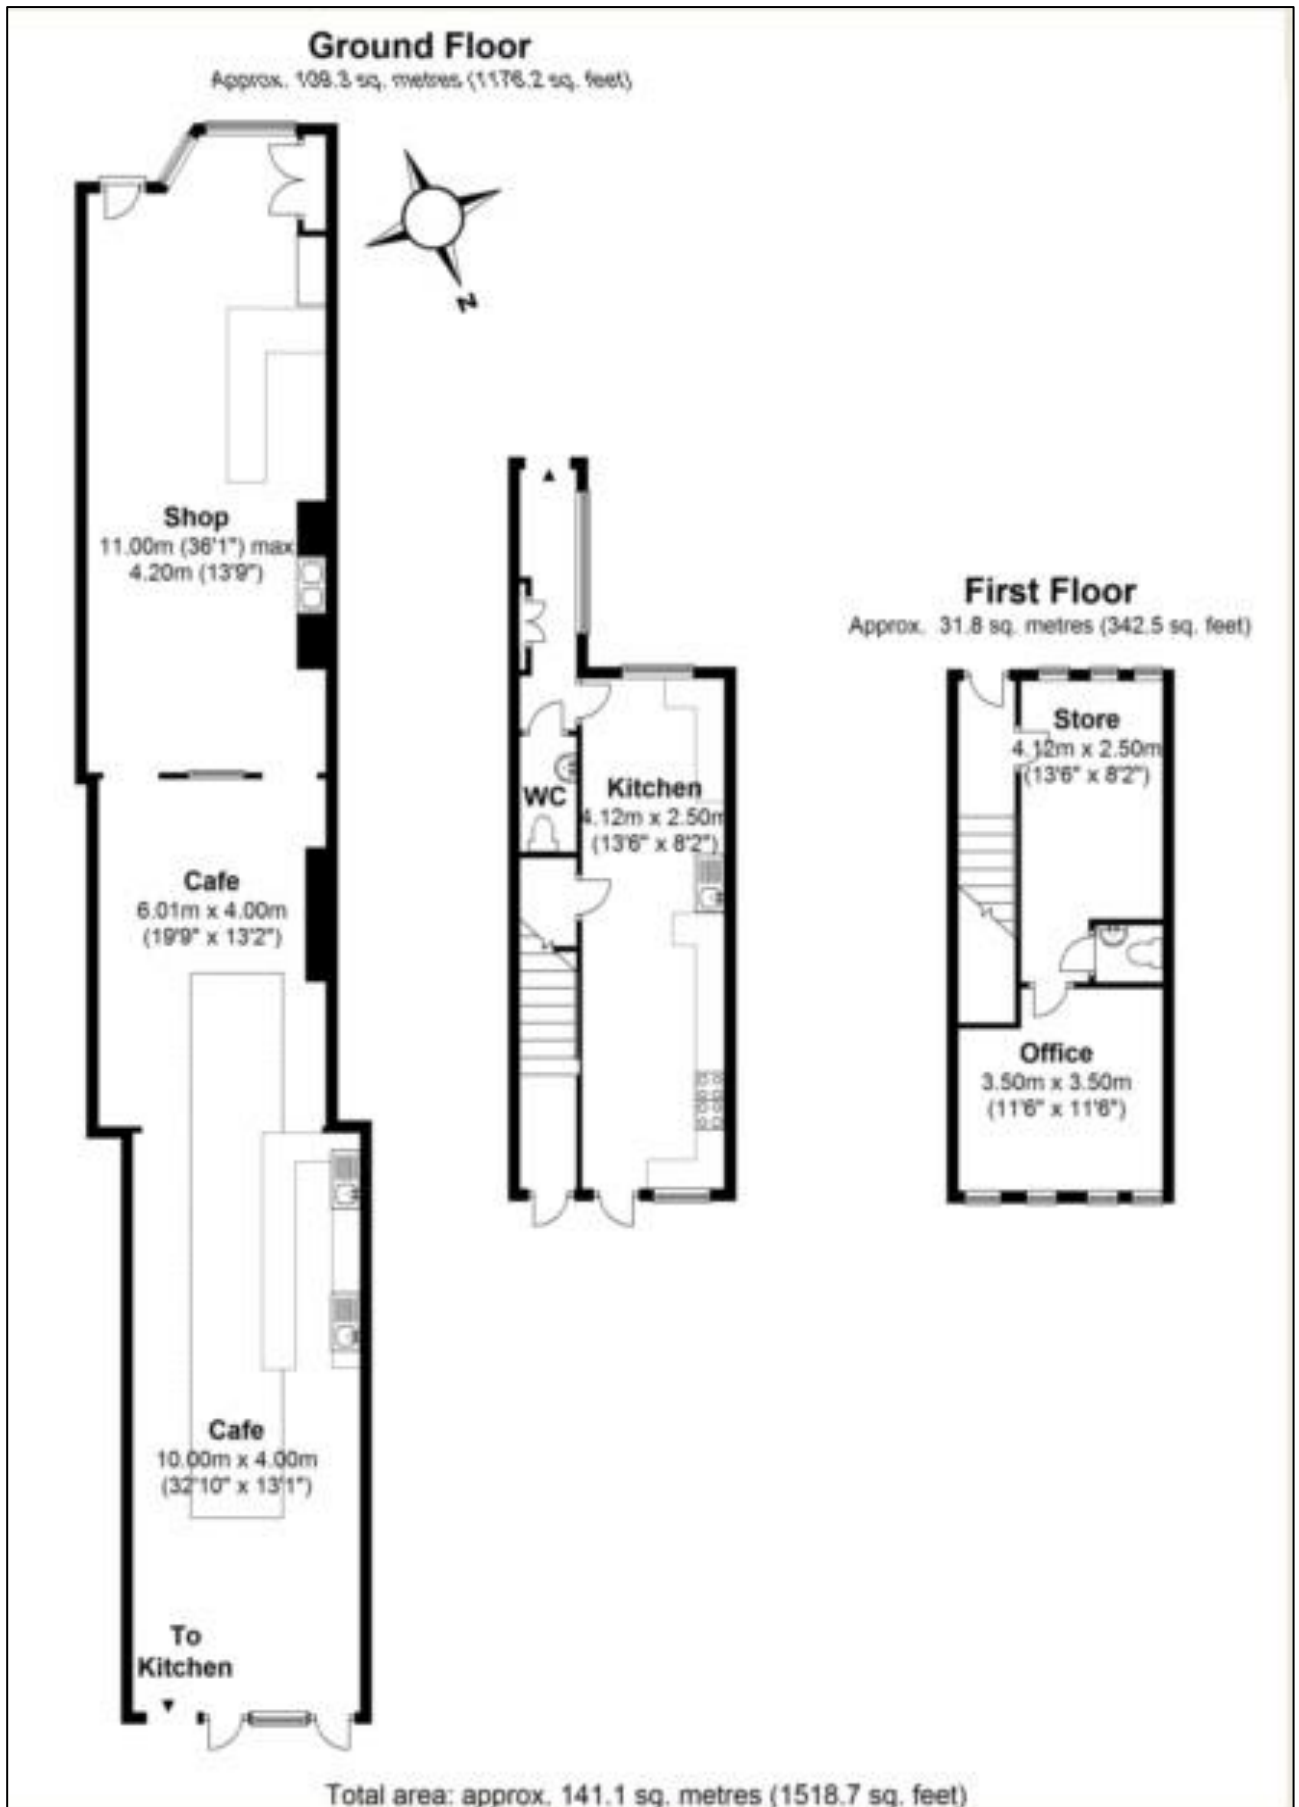 Ground Floor
Approx. 109.3 sq. metres (1176.2 sq. feet)
N
Shop
11.00m (36'1") max
4.20m (13'9")
Cafe
6.01m x 4.00m
(19'9" x 13'2")
Cafe
10.00m x 4.00m
(32'10" x 13'1")
To
Kitchen
WC
Kitchen
4.12m x 2.50m
(13'6" x 8'2")
First Floor
Approx. 31.8 sq. metres (342.5 sq. feet)
Store
4.12m x 2.50m
(13'6" x 8'2")
Office
3.50m x 3.50m
(11'6" x 11'6")
Total area: approx. 141.1 sq. metres (1518.7 sq. feet)